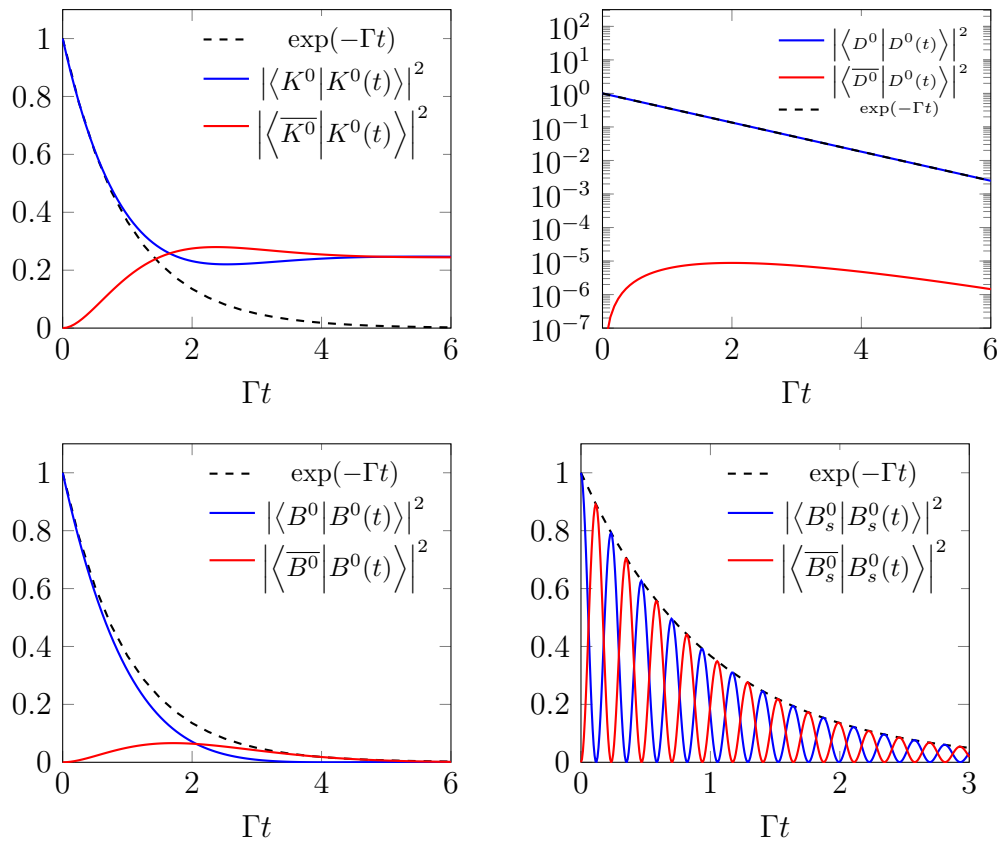 exp(−Γt)
|⟨K⁰|K⁰(t)⟩|²
|⟨K̅⁰|K⁰(t)⟩|²
1
0.8
0.6
0.4
0.2
0
0 2 4 6
Γt
|⟨D⁰|D⁰(t)⟩|²
|⟨D̅⁰|D⁰(t)⟩|²
exp(−Γt)
10²
10¹
10⁰
10⁻¹
10⁻²
10⁻³
10⁻⁴
10⁻⁵
10⁻⁶
10⁻⁷
0 2 4 6
Γt
exp(−Γt)
|⟨B⁰|B⁰(t)⟩|²
|⟨B̅⁰|B⁰(t)⟩|²
1
0.8
0.6
0.4
0.2
0
0 2 4 6
Γt
exp(−Γt)
|⟨B⁰ₛ|B⁰ₛ(t)⟩|²
|⟨B̅⁰ₛ|B⁰ₛ(t)⟩|²
1
0.8
0.6
0.4
0.2
0
0 1 2 3
Γt